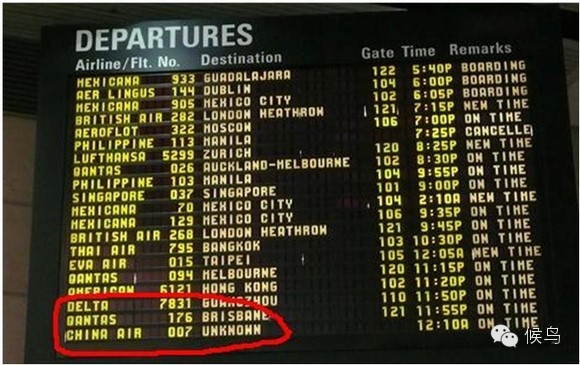 DEPARTURES
Airline/Flt. No. Destination Gate Time Remarks
MEXICANA 933 GUADALAJARA 122 5:40P BOARDING
AER LINGUS 144 DUBLIN 104 6:00P BOARDING
MEXICANA 905 MEXICO CITY 102 6:05P BOARDING
BRITISH AIR 282 LONDON HEATHROW 121 7:15P NEW TIME
AEROFLOT 322 MOSCOW 106 7:00P ON TIME
PHILIPPINE 113 MANILA 7:25P CANCELLE
LUFTHANSA 5299 ZURICH 120 8:25P NEW TIME
QANTAS 026 AUCKLAND-MELBOURNE 102 8:30P ON TIME
PHILIPPINE 103 MANILA 104 9:55P ON TIME
SINGAPORE 037 SINGAPORE 101 9:00P ON TIME
MEXICANA 70 MEXICO CITY 104 2:10A NEW TIME
MEXICANA 129 MEXICO CITY 106 9:35P ON TIME
BRITISH AIR 268 LONDON HEATHROW 121 9:45P ON TIME
THAI AIR 795 BANGKOK 103 10:30P ON TIME
EVA AIR 015 TAIPEI 105 12:05A NEW TIME
QANTAS 094 MELBOURNE 120 11:15P ON TIME
AMERICAN 6121 HONG KONG 102 11:20P ON TIME
DELTA 7831 110 11:50P ON TIME
QANTAS 176 BRISBANE 121 11:55P ON TIME
CHINA AIR 007 UNKNOWN 12:10A ON TIME
候鸟